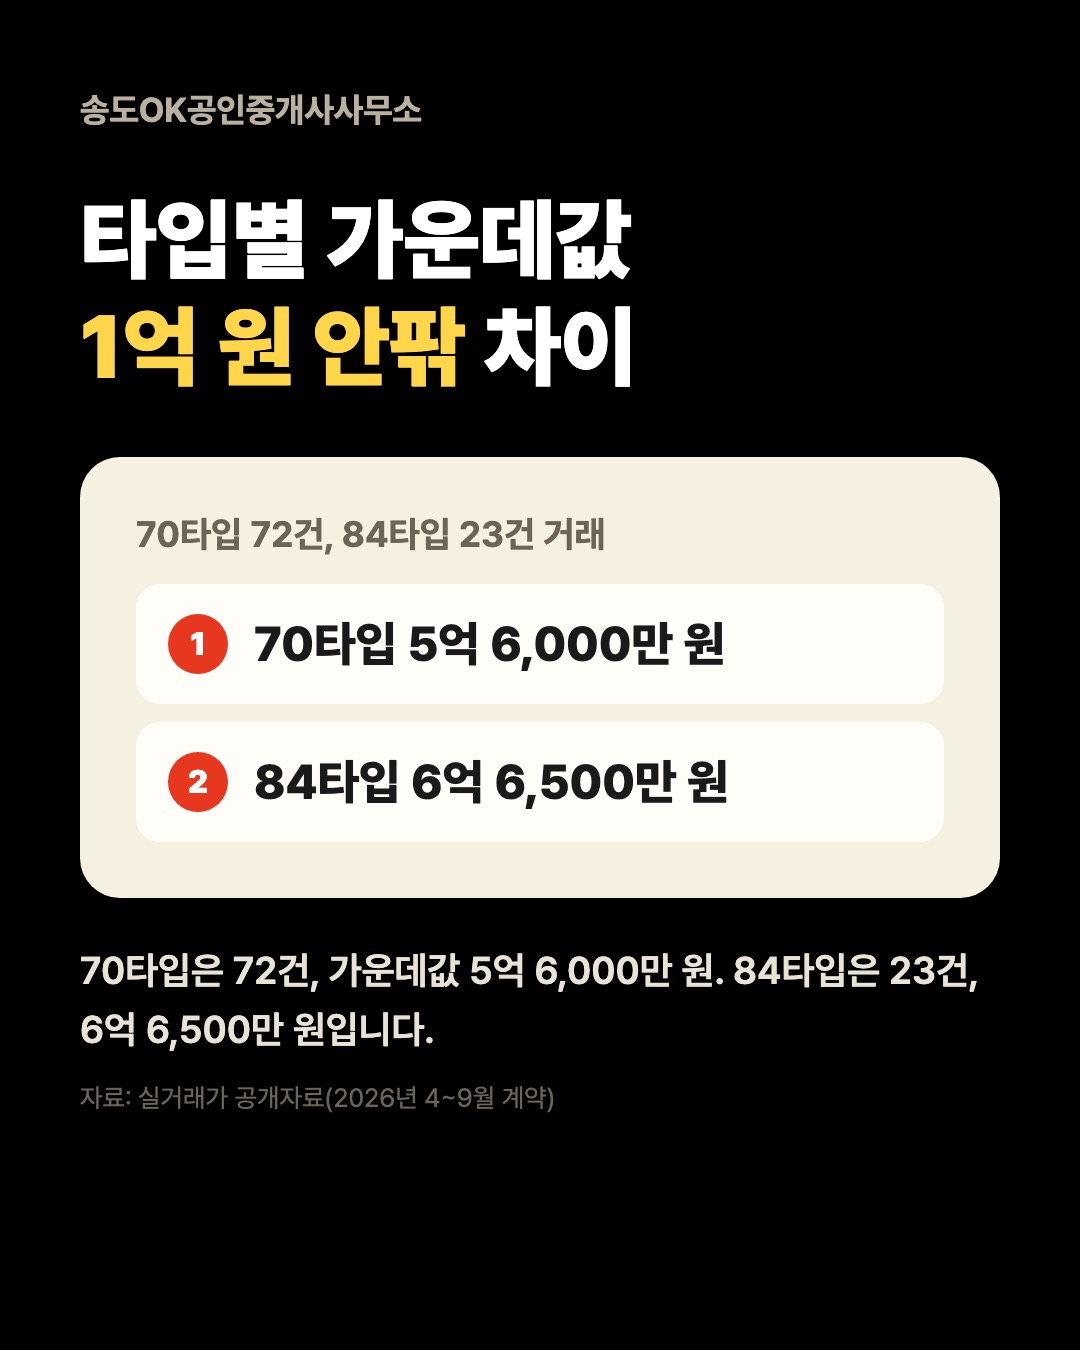 송도OK공인중개사사무소
타입별 가운데값
1억 원 안팎 차이
70타입 72건, 84타입 23건 거래
1 70타입 5억 6,000만 원
2 84타입 6억 6,500만 원
70타입은 72건, 가운데값 5억 6,000만 원. 84타입은 23건,
6억 6,500만 원입니다.
자료: 실거래가 공개자료(2026년 4~9월 계약)